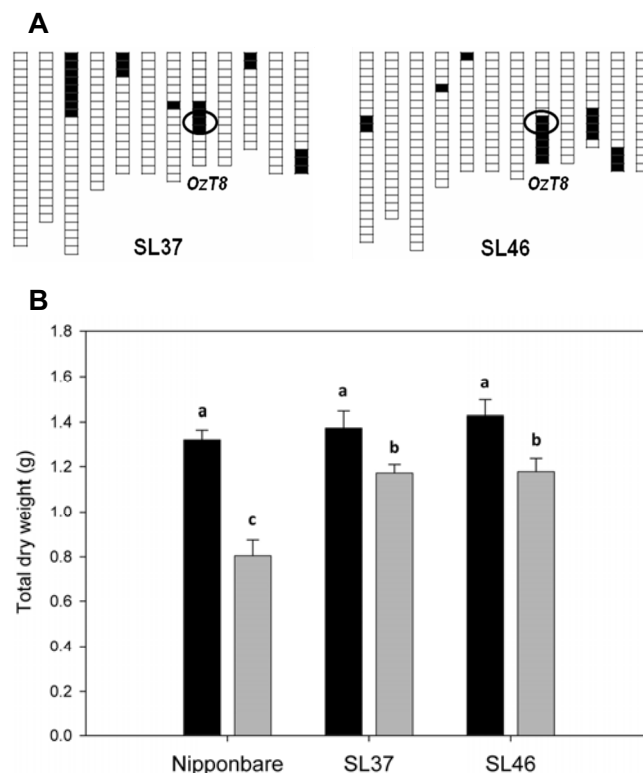 A
OzT8
OzT8
SL37
SL46
B
1.8
1.6
1.4
1.2
1.0
0.8
0.6
0.4
0.2
0.0
Total dry weight (g)
a
c
a
b
a
b
Nipponbare
SL37
SL46